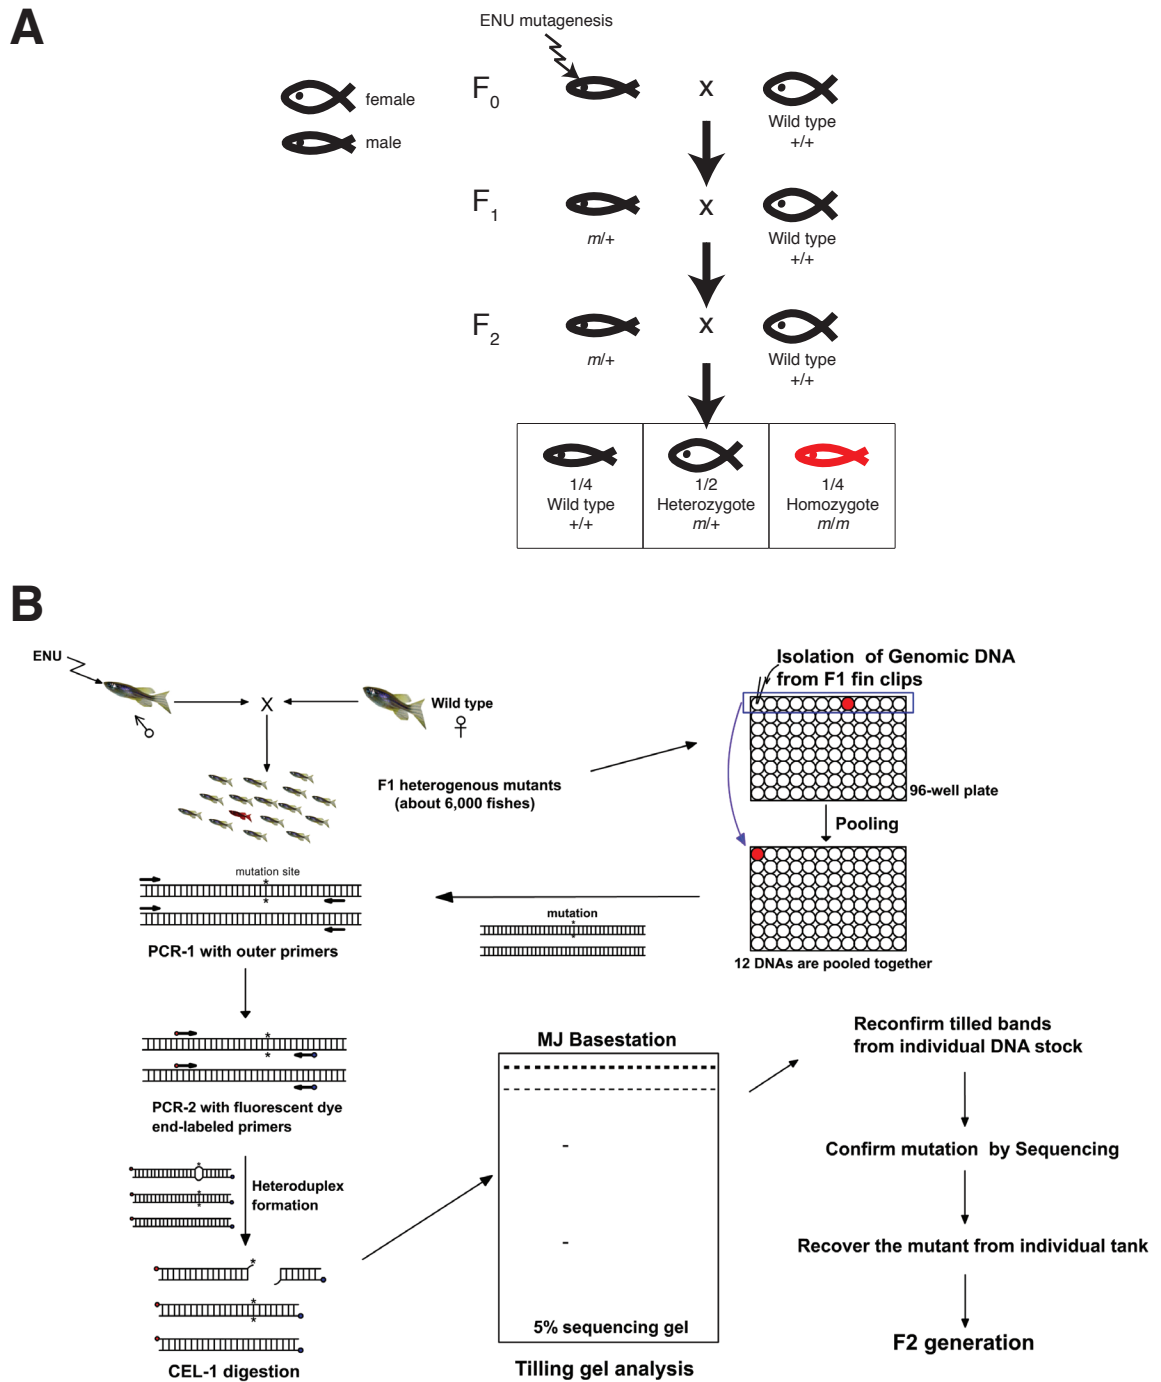 A
ENU mutagenesis
female
male
F0
x
Wild type
+/+
F1
x
m/+
Wild type
+/+
F2
x
m/+
Wild type
+/+
1/4
Wild type
+/+
1/2
Heterozygote
m/+
1/4
Homozygote
m/m
B
ENU
X
Wild type
♂
♀
F1 heterogenous mutants
(about 6,000 fishes)
Isolation of Genomic DNA
from F1 fin clips
96-well plate
Pooling
12 DNAs are pooled together
mutation
*
*
mutation site
*
*
PCR-1 with outer primers
*
*
PCR-2 with fluorescent dye
end-labeled primers
*
*
*
Heteroduplex
formation
*
*
*
CEL-1 digestion
MJ Basestation
5% sequencing gel
Tilling gel analysis
Reconfirm tilled bands
from individual DNA stock
Confirm mutation by Sequencing
Recover the mutant from individual tank
F2 generation